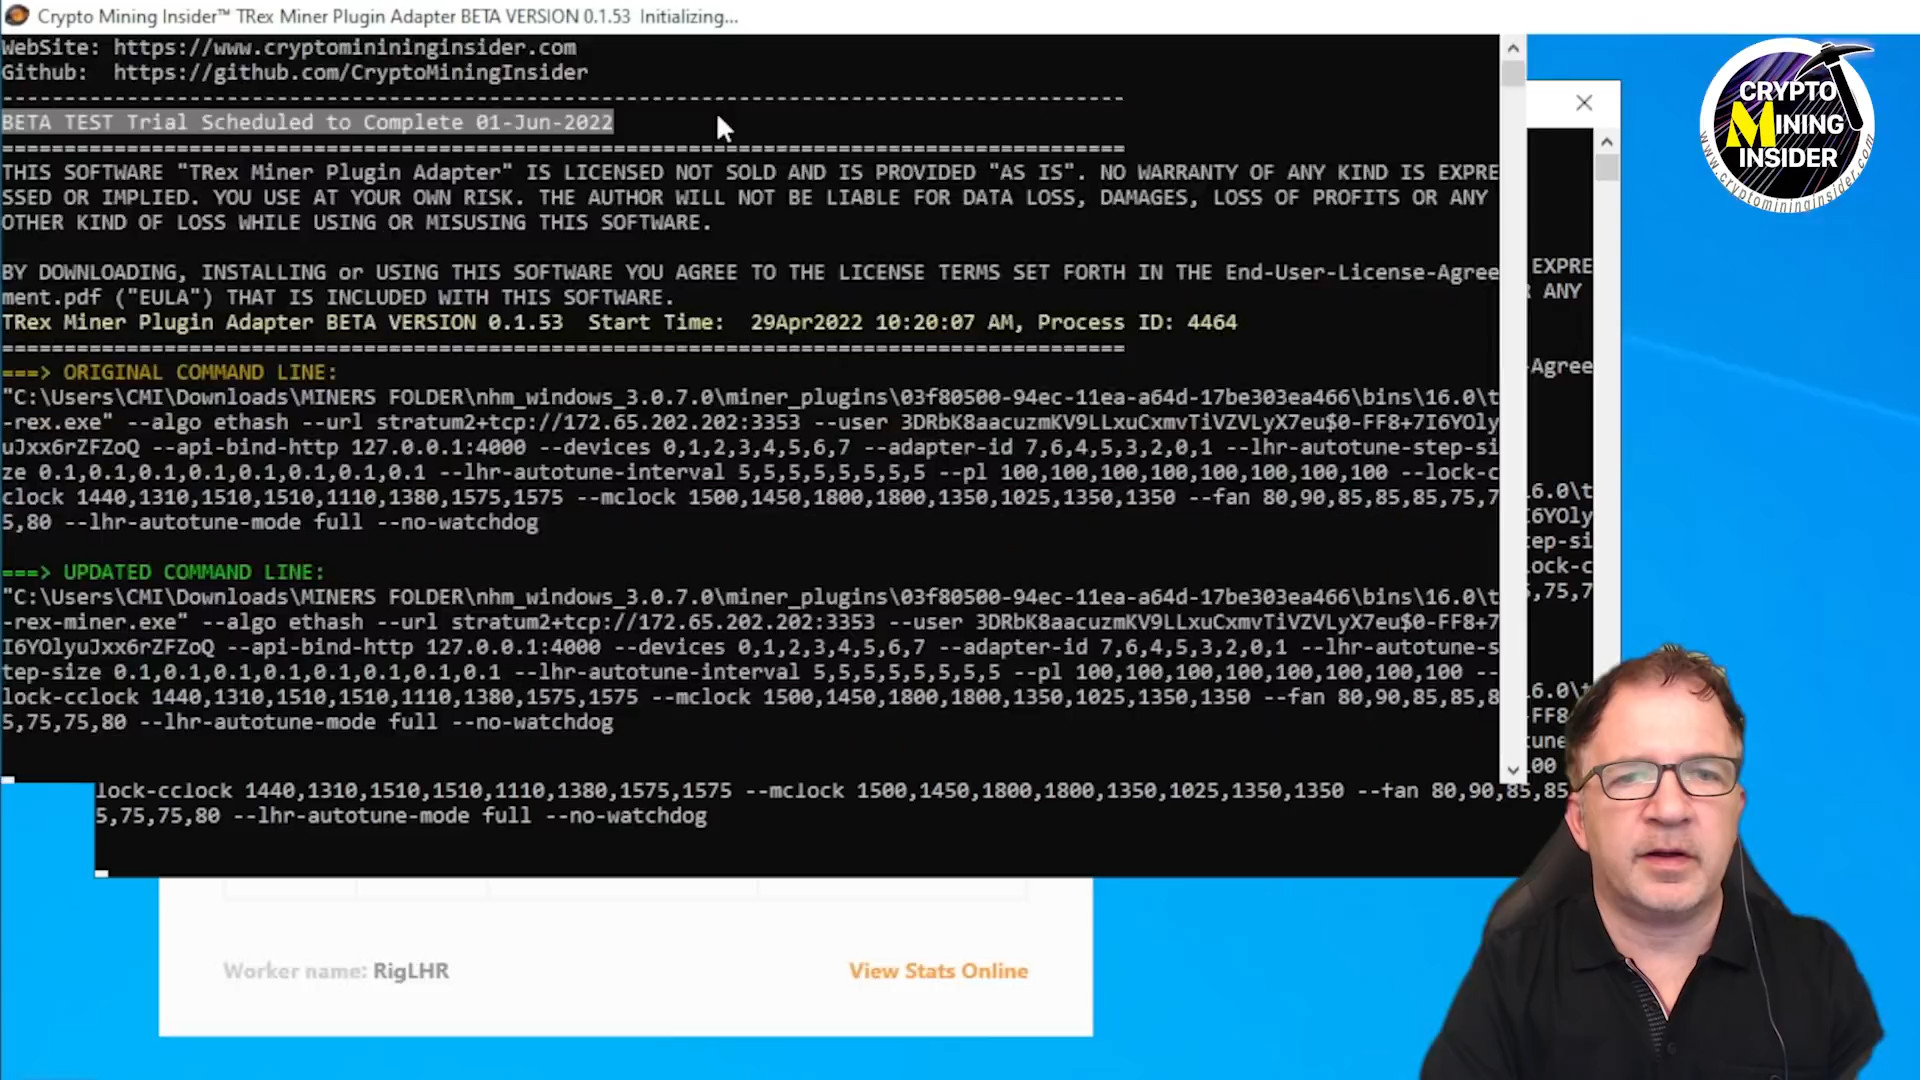 Crypto Mining Insider™ TRex Miner Plugin Adapter BETA VERSION 0.1.53  Initializing...
WebSite: https://www.cryptomininginsider.com
Github:  https://github.com/CryptoMiningInsider
BETA TEST Trial Scheduled to Complete 01-Jun-2022
THIS SOFTWARE "TRex Miner Plugin Adapter" IS LICENSED NOT SOLD AND IS PROVIDED "AS IS". NO WARRANTY OF ANY KIND IS EXPRE
SSED OR IMPLIED. YOU USE AT YOUR OWN RISK. THE AUTHOR WILL NOT BE LIABLE FOR DATA LOSS, DAMAGES, LOSS OF PROFITS OR ANY
OTHER KIND OF LOSS WHILE USING OR MISUSING THIS SOFTWARE.
BY DOWNLOADING, INSTALLING or USING THIS SOFTWARE YOU AGREE TO THE LICENSE TERMS SET FORTH IN THE End-User-License-Agree
ment.pdf ("EULA") THAT IS INCLUDED WITH THIS SOFTWARE.
TRex Miner Plugin Adapter BETA VERSION 0.1.53  Start Time:  29Apr2022 10:20:07 AM, Process ID: 4464
===> ORIGINAL COMMAND LINE:
"C:\Users\CMI\Downloads\MINERS FOLDER\nhm_windows_3.0.7.0\miner_plugins\03f80500-94ec-11ea-a64d-17be303ea466\bins\16.0\t
-rex.exe" --algo ethash --url stratum2+tcp://172.65.202.202:3353 --user 3DRbK8aacuzmKV9LLxuCxmvTiVZVLyX7eu$0-FF8+7I6YOly
uJxx6rZFZoQ --api-bind-http 127.0.0.1:4000 --devices 0,1,2,3,4,5,6,7 --adapter-id 7,6,4,5,3,2,0,1 --lhr-autotune-step-si
ze 0.1,0.1,0.1,0.1,0.1,0.1,0.1,0.1 --lhr-autotune-interval 5,5,5,5,5,5,5,5 --pl 100,100,100,100,100,100,100,100 --lock-c
clock 1440,1310,1510,1510,1110,1380,1575,1575 --mclock 1500,1450,1800,1800,1350,1025,1350,1350 --fan 80,90,85,85,85,75,7
5,80 --lhr-autotune-mode full --no-watchdog
===> UPDATED COMMAND LINE:
"C:\Users\CMI\Downloads\MINERS FOLDER\nhm_windows_3.0.7.0\miner_plugins\03f80500-94ec-11ea-a64d-17be303ea466\bins\16.0\t
-rex-miner.exe" --algo ethash --url stratum2+tcp://172.65.202.202:3353 --user 3DRbK8aacuzmKV9LLxuCxmvTiVZVLyX7eu$0-FF8+7
I6YOlyuJxx6rZFZoQ --api-bind-http 127.0.0.1:4000 --devices 0,1,2,3,4,5,6,7 --adapter-id 7,6,4,5,3,2,0,1 --lhr-autotune-s
tep-size 0.1,0.1,0.1,0.1,0.1,0.1,0.1,0.1 --lhr-autotune-interval 5,5,5,5,5,5,5,5 --pl 100,100,100,100,100,100,100,100 --
lock-cclock 1440,1310,1510,1510,1110,1380,1575,1575 --mclock 1500,1450,1800,1800,1350,1025,1350,1350 --fan 80,90,85,85,8
5,75,75,80 --lhr-autotune-mode full --no-watchdog
EXPRE
ANY
-Agree
16.0\t
I6YOly
tep-si
lock-c
,75,7
16.0\t
-FF8
tune
100
lock-cclock 1440,1310,1510,1510,1110,1380,1575,1575 --mclock 1500,1450,1800,1800,1350,1025,1350,1350 --fan 80,90,85,85
5,75,75,80 --lhr-autotune-mode full --no-watchdog
Worker name: RigLHR
View Stats Online
CRYPTO
MINING
INSIDER
www.cryptomininginsider.com